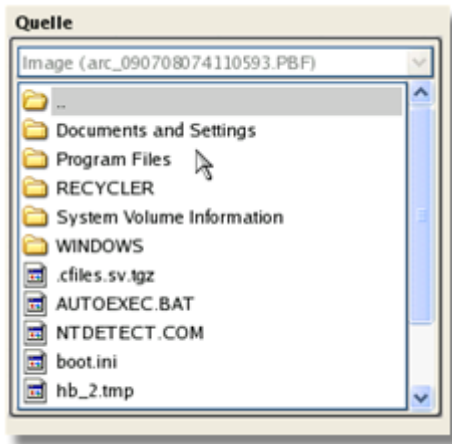 Quelle
Image (arc_090708074110593.PBF)
..
Documents and Settings
Program Files
RECYCLER
System Volume Information
WINDOWS
.cfiles.sv.tgz
AUTOEXEC.BAT
NTDETECT.COM
boot.ini
hb_2.tmp